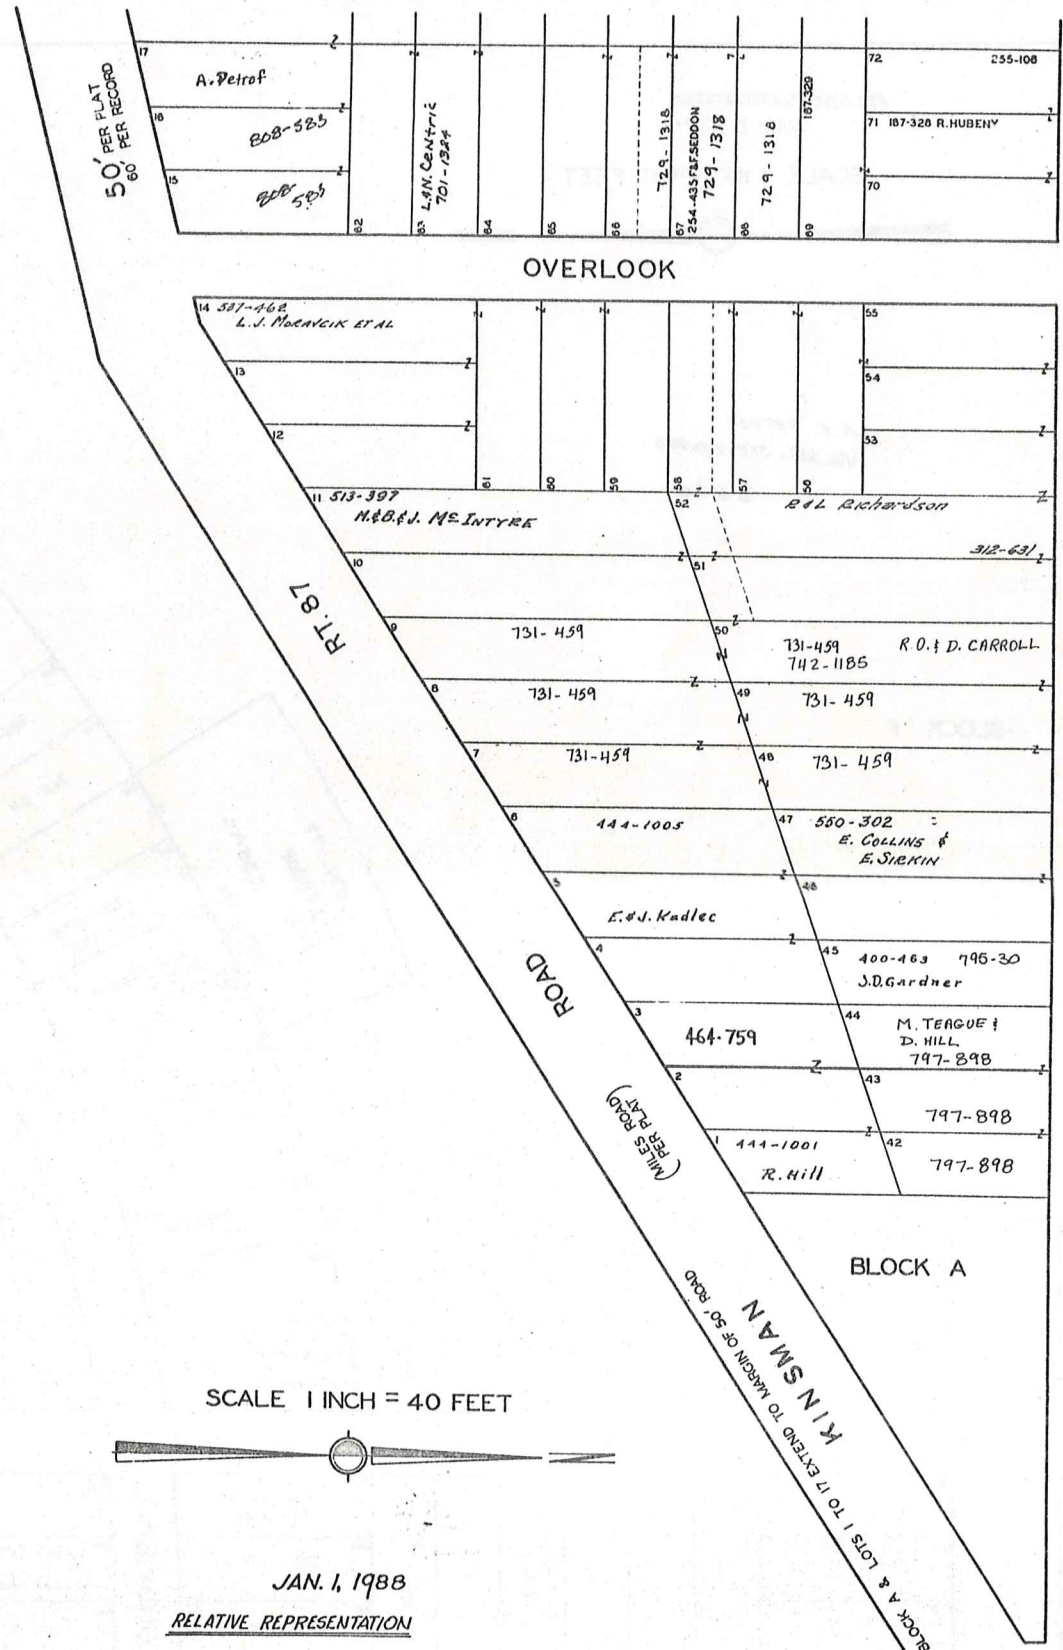 50' PER PLAT
60' PER RECORD
17
A. Petrof
16
808-583
15
808
583
62
63 L.&N. Centric
701-1324
64
65
66
729-1318
67
254-435 F.&F. SEDDON
729-1318
68
729-1318
69
187-329
72
255-108
71 187-328 R. HUBENY
70
OVERLOOK
14 587-462
L.J. MORAVCIK ET AL
13
12
61
60
59
58
57
56
55
54
53
11 513-397
M.&B.&J. McINTYRE
52
R&L Richardson
10
51
312-631
RT. 87
9
731-459
50
731-459
742-1185
R.O. & D. CARROLL
8
731-459
49
731-459
7
731-459
48
731-459
6
444-1005
47
550-302
E. COLLINS &
E. SIRKIN
5
46
E.&J. Kadlec
ROAD
4
45
400-463 795-30
J.D. Gardner
3
464-759
44
M. TEAGUE &
D. HILL
797-898
2
43
797-898
(MILES ROAD)
PER PLAT
1
444-1001
R. Hill
42
797-898
BLOCK A
KINSMAN
BLOCK A & LOTS 1 TO 17 EXTEND TO MARGIN OF 50' ROAD
SCALE 1 INCH = 40 FEET
JAN. 1, 1988
RELATIVE REPRESENTATION